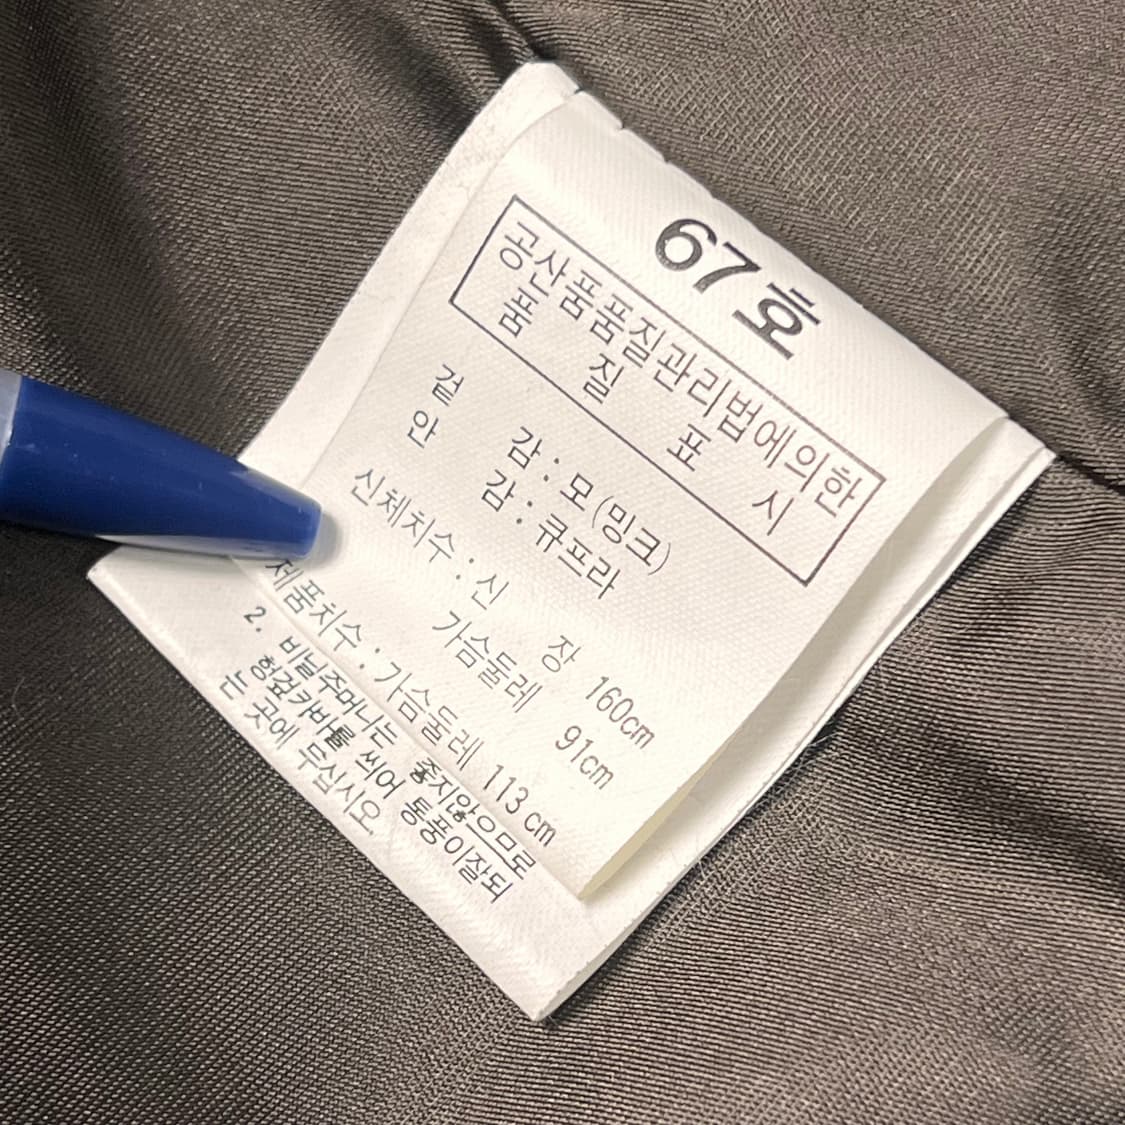 67호
공산품품질관리법에의한
품 질 표 시
겉 감 : 모(밍크)
안 감 : 큐프라
신체치수 : 신 장 160cm
가슴둘레 91cm
제품치수 : 가슴둘레 113cm
2. 비닐주머니는 좋지않으므로
헝겊카바를 씌어 통풍이잘되
는 곳에 두십시오.